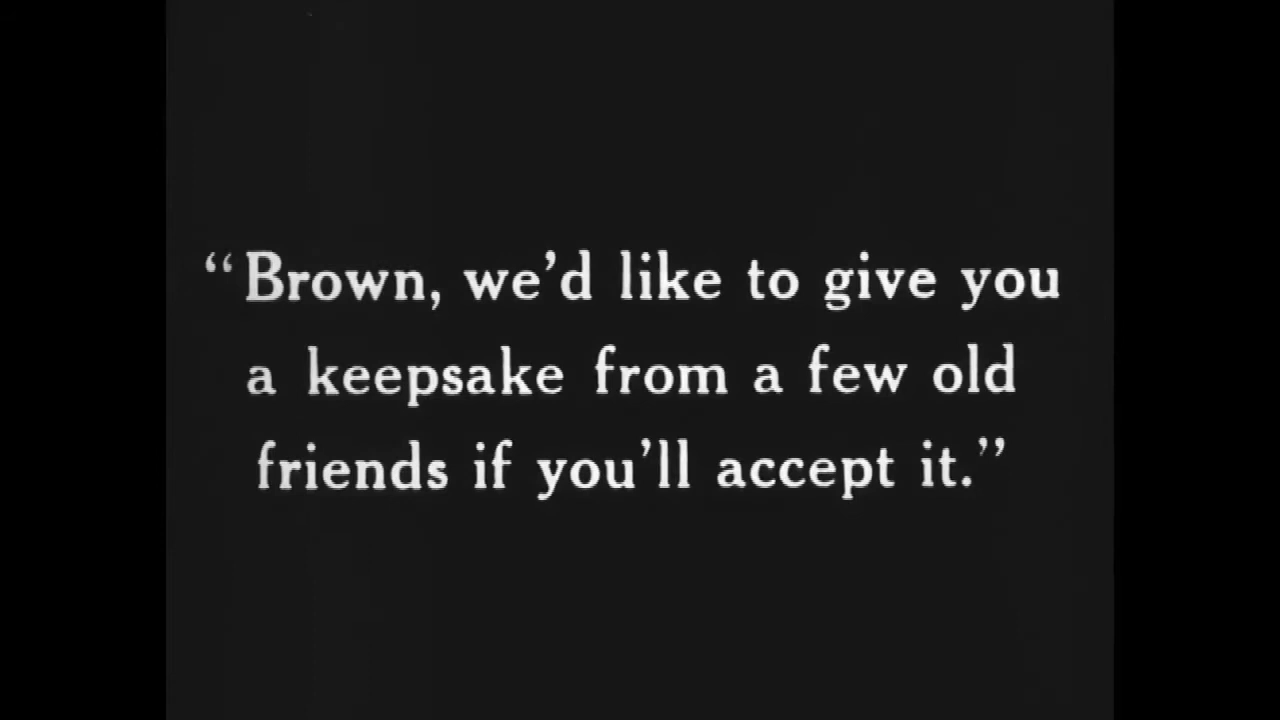 “Brown, we’d like to give you
a keepsake from a few old
friends if you’ll accept it.”